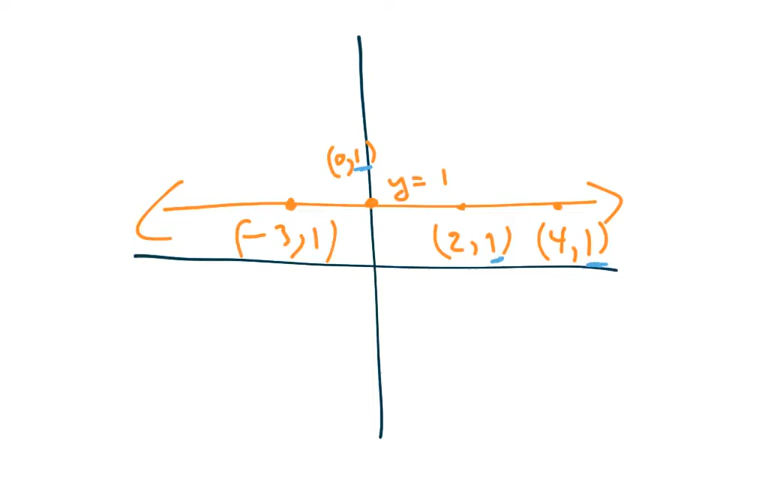 (0,1)
y = 1
(-3,1) (2,1) (4,1)